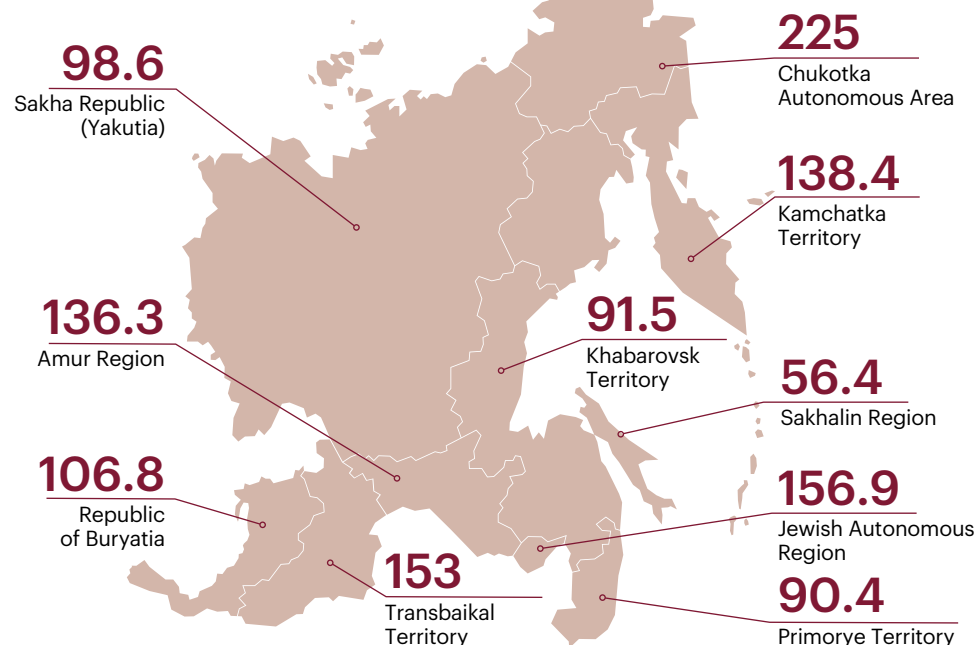 98.6
Sakha Republic
(Yakutia)
225
Chukotka
Autonomous Area
138.4
Kamchatka
Territory
136.3
Amur Region
91.5
Khabarovsk
Territory
56.4
Sakhalin Region
106.8
Republic
of Buryatia
156.9
Jewish Autonomous
Region
153
Transbaikal
Territory
90.4
Primorye Territory